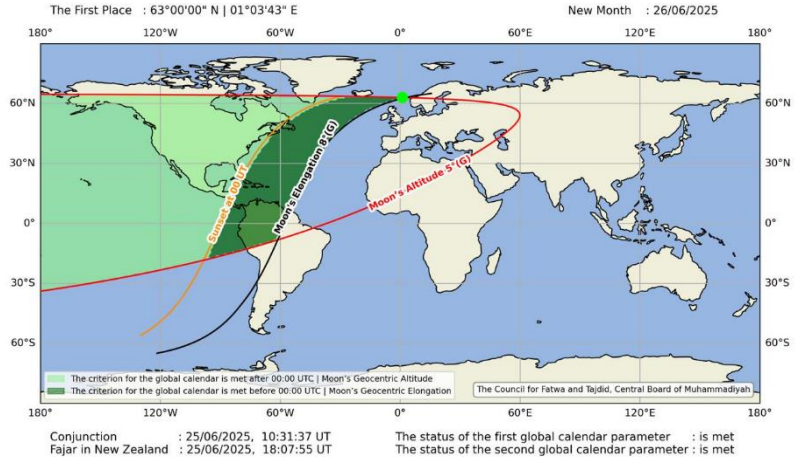 The First Place : 63°00'00" N | 01°03'43" E
New Month : 26/06/2025
180° 120°W 60°W 0° 60°E 120°E 180°
60°N 60°N
30°N 30°N
0° 0°
30°S 30°S
60°S 60°S
Sunset at 00 UT
Moon's Elongation 8°(G)
Moon's Altitude 5°(G)
The criterion for the global calendar is met after 00:00 UTC | Moon's Geocentric Altitude
The criterion for the global calendar is met before 00:00 UTC | Moon's Geocentric Elongation
The Council for Fatwa and Tajdid, Central Board of Muhammadiyah
180° 120°W 60°W 0° 60°E 120°E 180°
Conjunction : 25/06/2025, 10:31:37 UT
Fajar in New Zealand : 25/06/2025, 18:07:55 UT
The status of the first global calendar parameter : is met
The status of the second global calendar parameter : is met